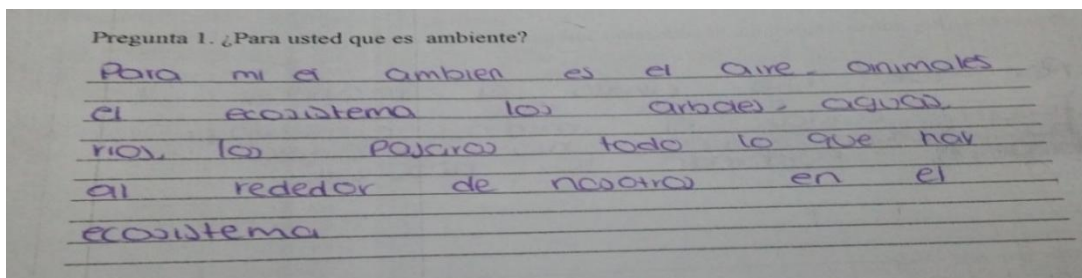 Pregunta 1. ¿Para usted que es ambiente?
Para mi el ambien es el aire. animales
el ecosistema los arboles. aguas
rios, los pajaros todo lo que hay
al rededor de nosotros en el
ecosistema